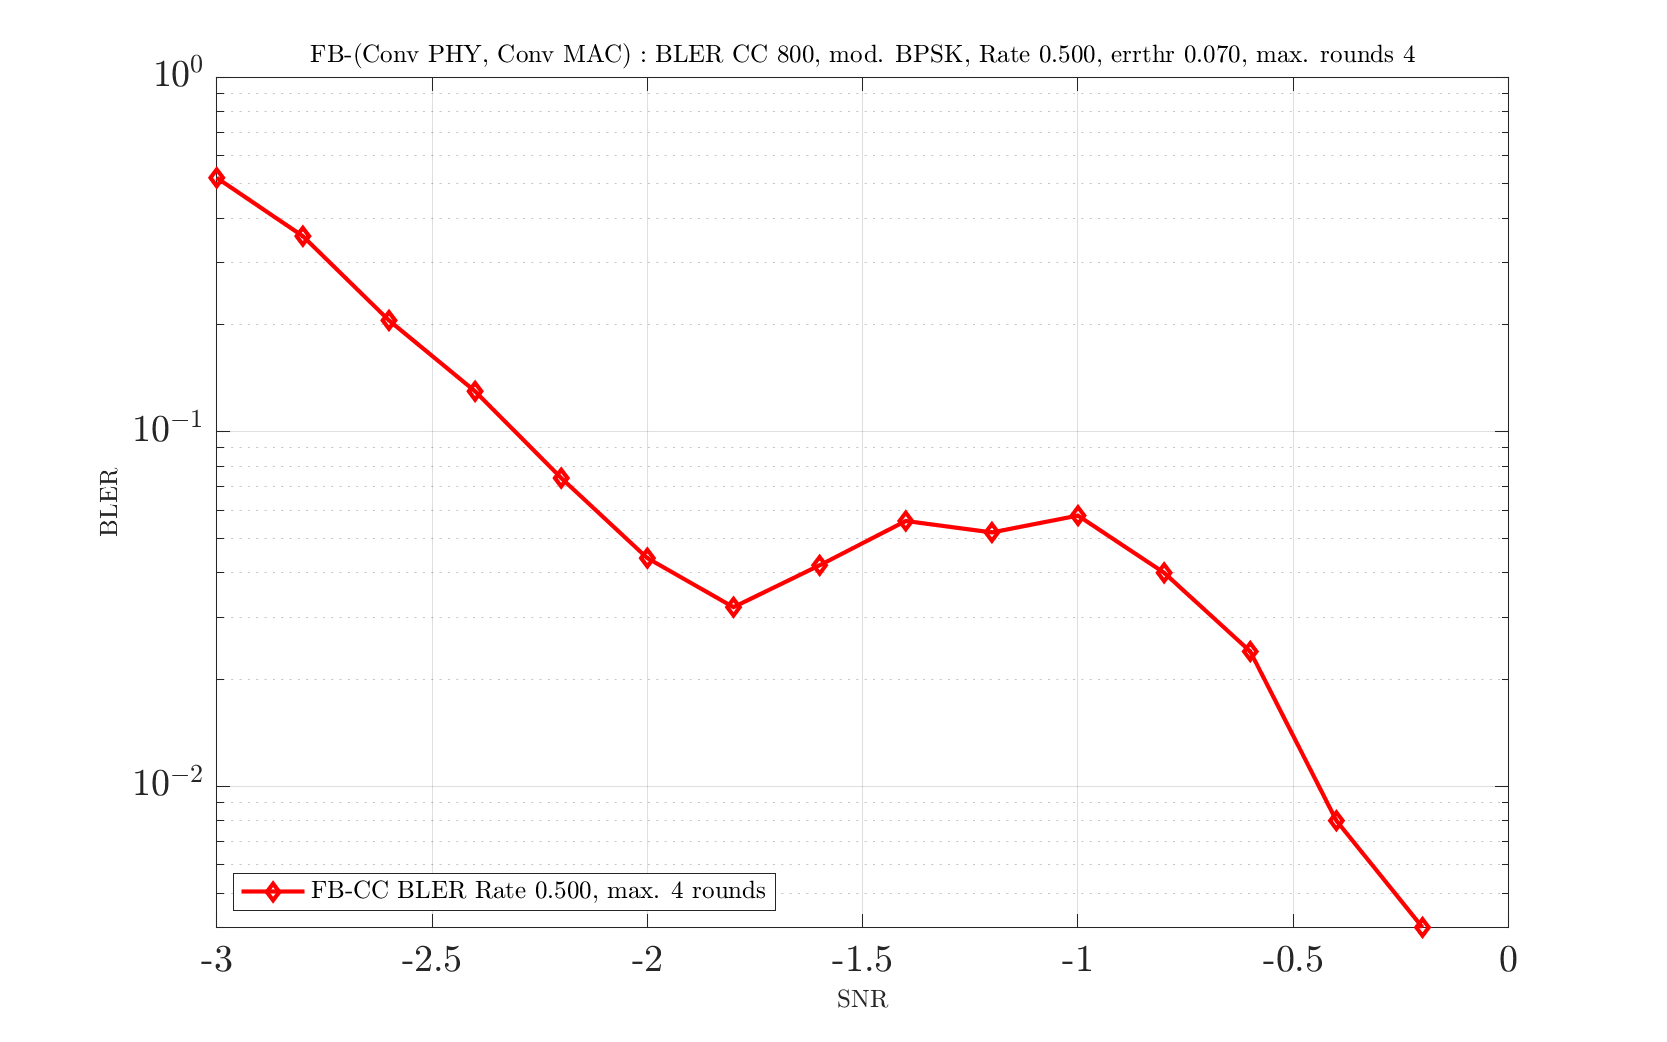 FB-(Conv PHY, Conv MAC) : BLER CC 800, mod. BPSK, Rate 0.500, errthr 0.070, max. rounds 4
10^0
10^-1
10^-2
BLER
FB-CC BLER Rate 0.500, max. 4 rounds
-3 -2.5 -2 -1.5 -1 -0.5 0
SNR